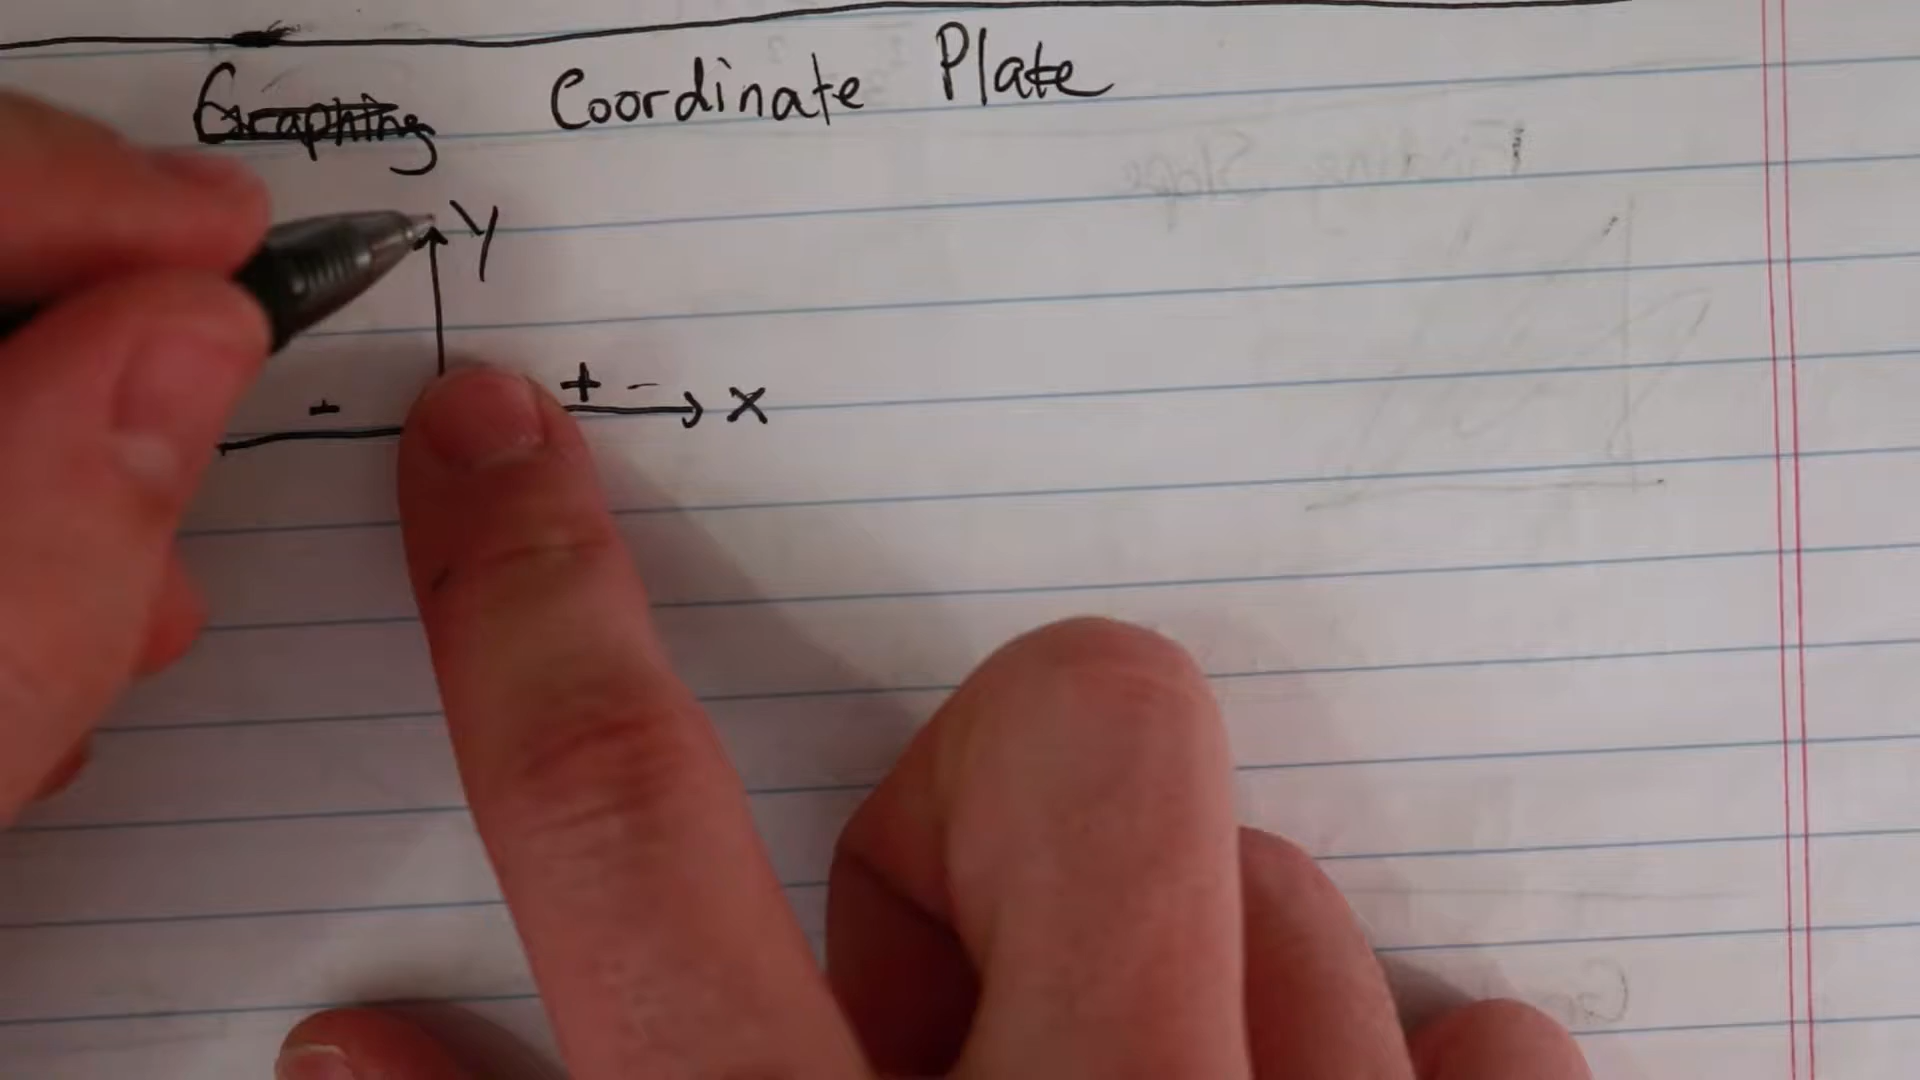 Graphing Coordinate Plate
Y
- + - X